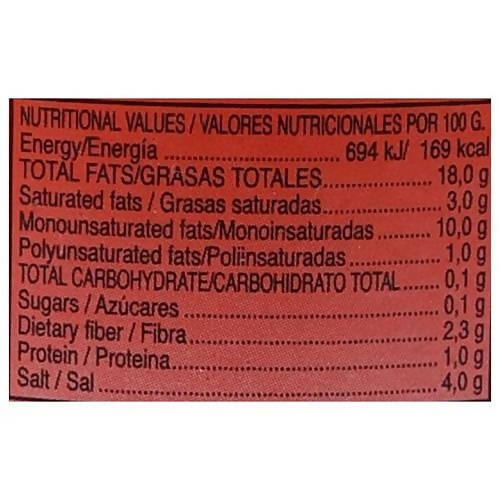 NUTRITIONAL VALUES / VALORES NUTRICIONALES POR 100 G.
Energy/Energía ........................ 694 kJ/ 169 kcal
TOTAL FATS/GRASAS TOTALES.................. 18,0 g
Saturated fats / Grasas saturadas.................. 3,0 g
Monounsaturated fats/Monoinsaturadas ......... 10,0 g
Polyunsaturated fats/Poliinsaturadas .............. 1,0 g
TOTAL CARBOHYDRATE/CARBOHIDRATO TOTAL ...... 0,1 g
Sugars / Azúcares ........................................ 0,1 g
Dietary fiber / Fibra........................................ 2,3 g
Protein / Proteina.......................................... 1,0 g
Salt / Sal ..................................................... 4,0 g